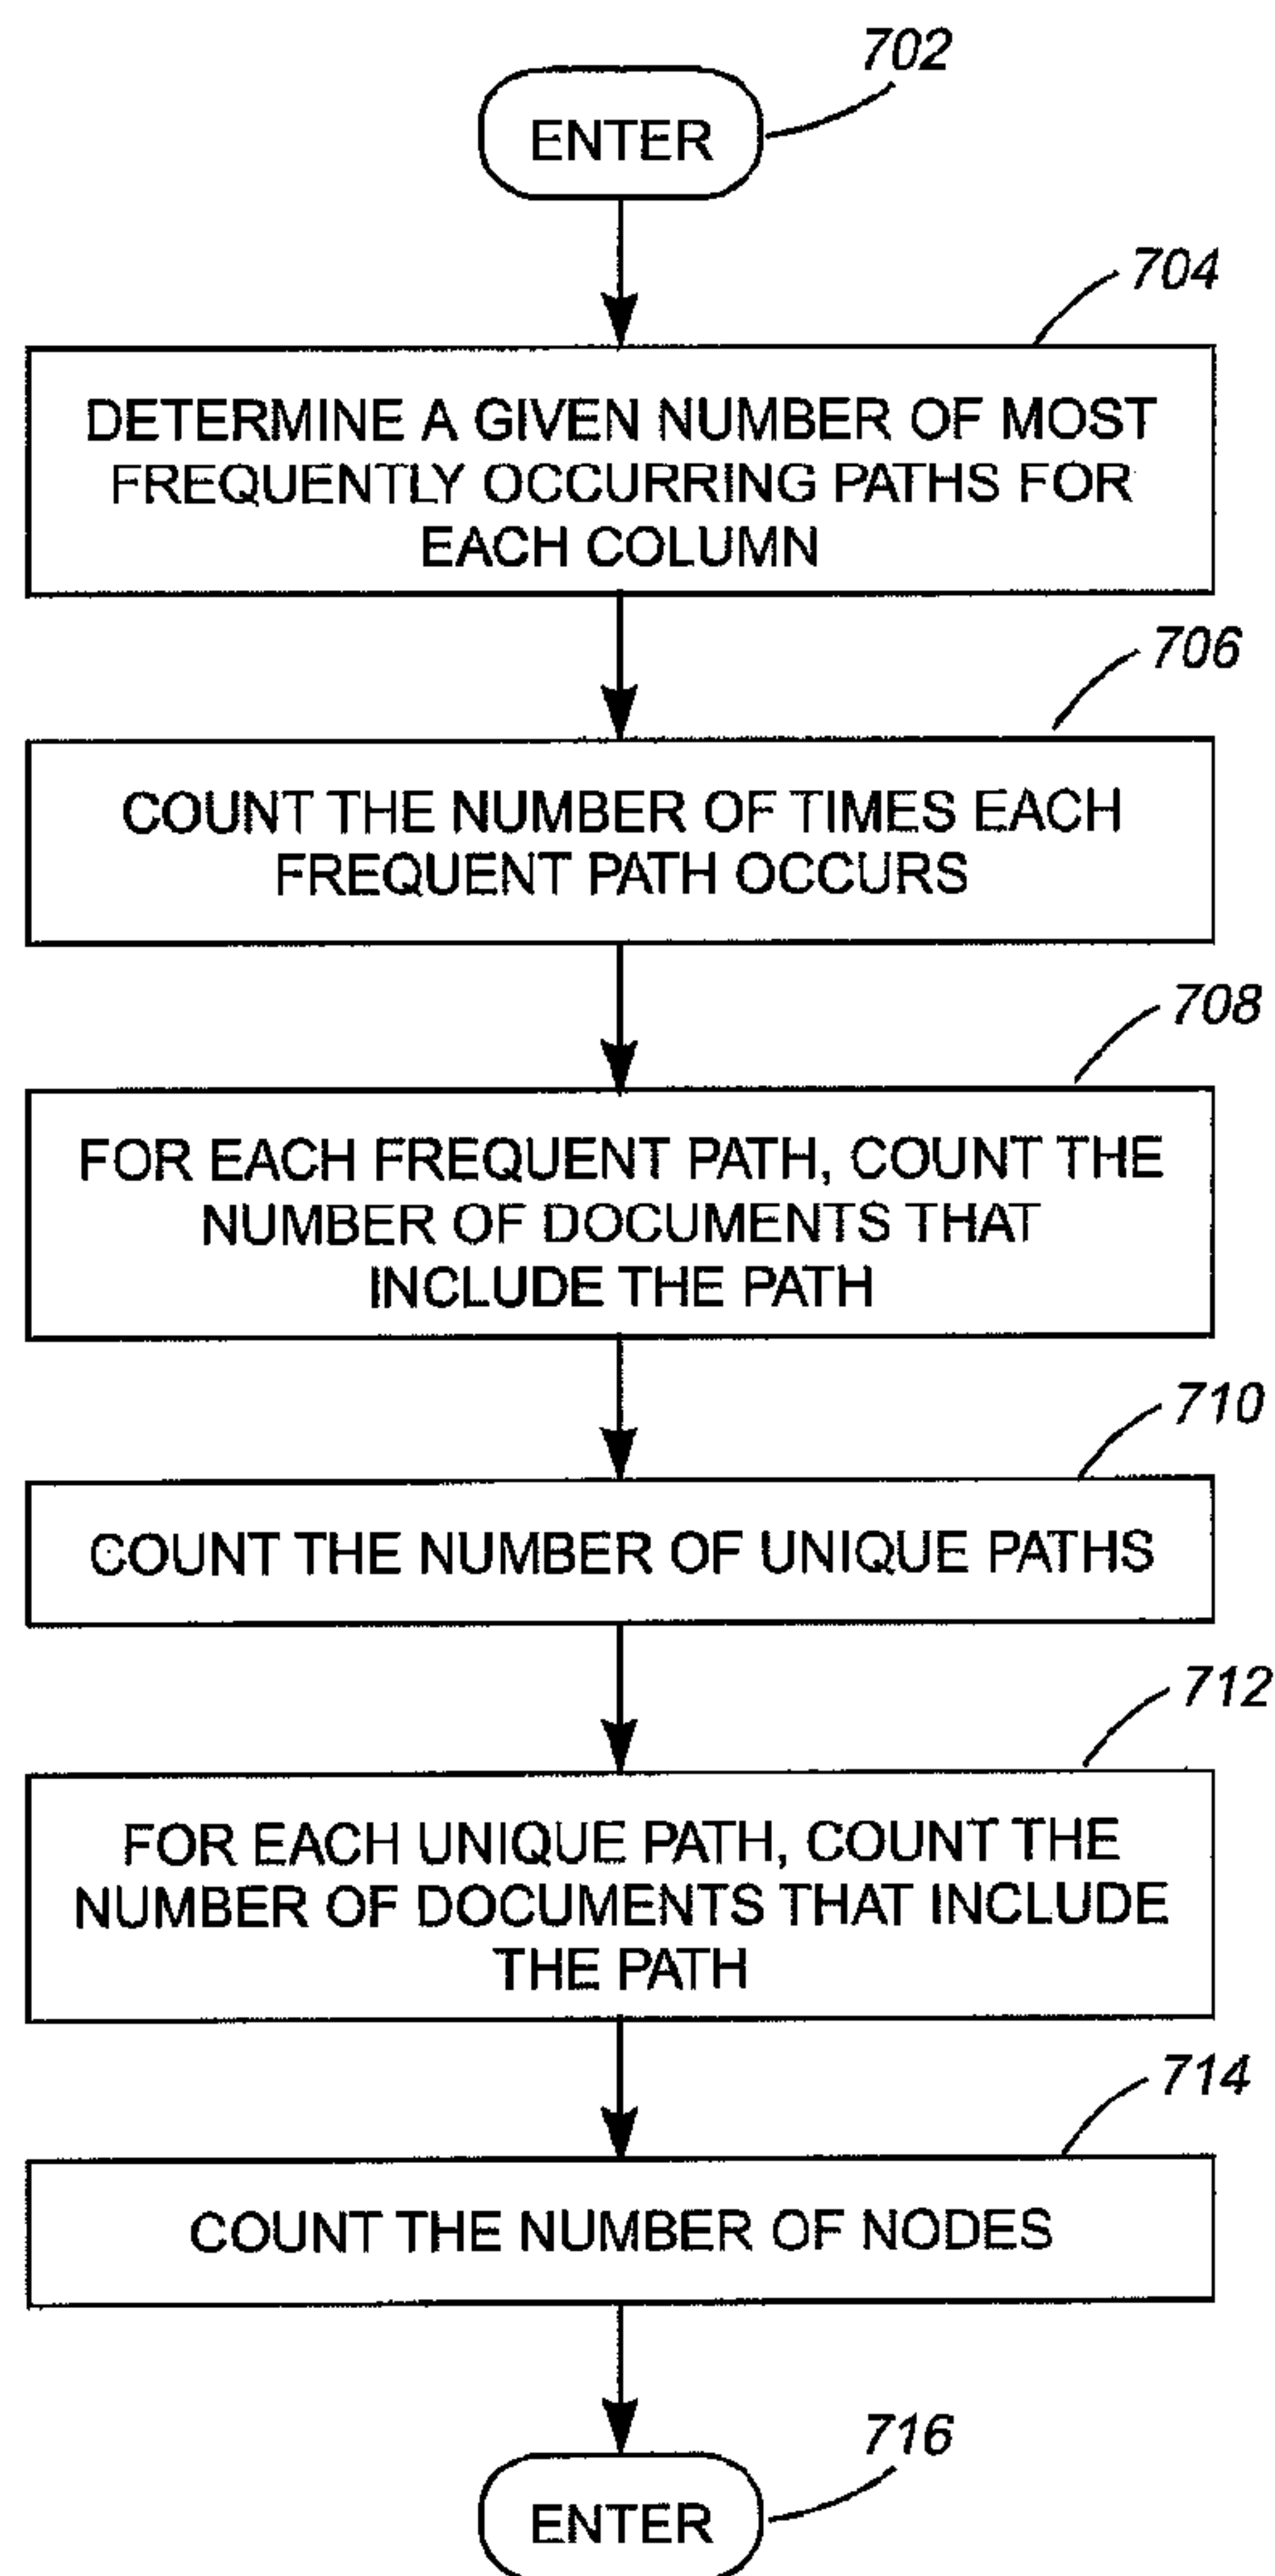 702
ENTER
704
DETERMINE A GIVEN NUMBER OF MOST
FREQUENTLY OCCURRING PATHS FOR
EACH COLUMN
706
COUNT THE NUMBER OF TIMES EACH
FREQUENT PATH OCCURS
708
FOR EACH FREQUENT PATH, COUNT THE
NUMBER OF DOCUMENTS THAT
INCLUDE THE PATH
710
COUNT THE NUMBER OF UNIQUE PATHS
712
FOR EACH UNIQUE PATH, COUNT THE
NUMBER OF DOCUMENTS THAT INCLUDE
THE PATH
714
COUNT THE NUMBER OF NODES
716
ENTER